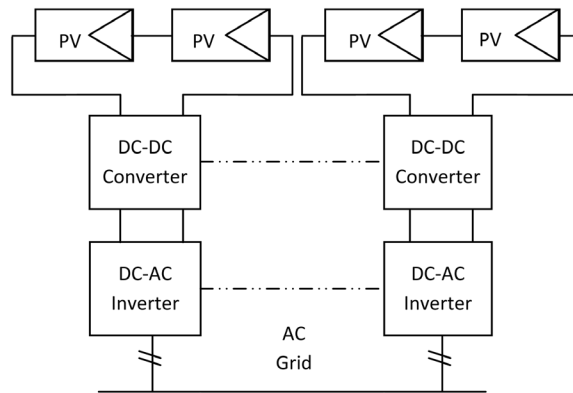 PV PV PV PV
DC-DC DC-DC
Converter Converter
DC-AC DC-AC
Inverter Inverter
AC
Grid